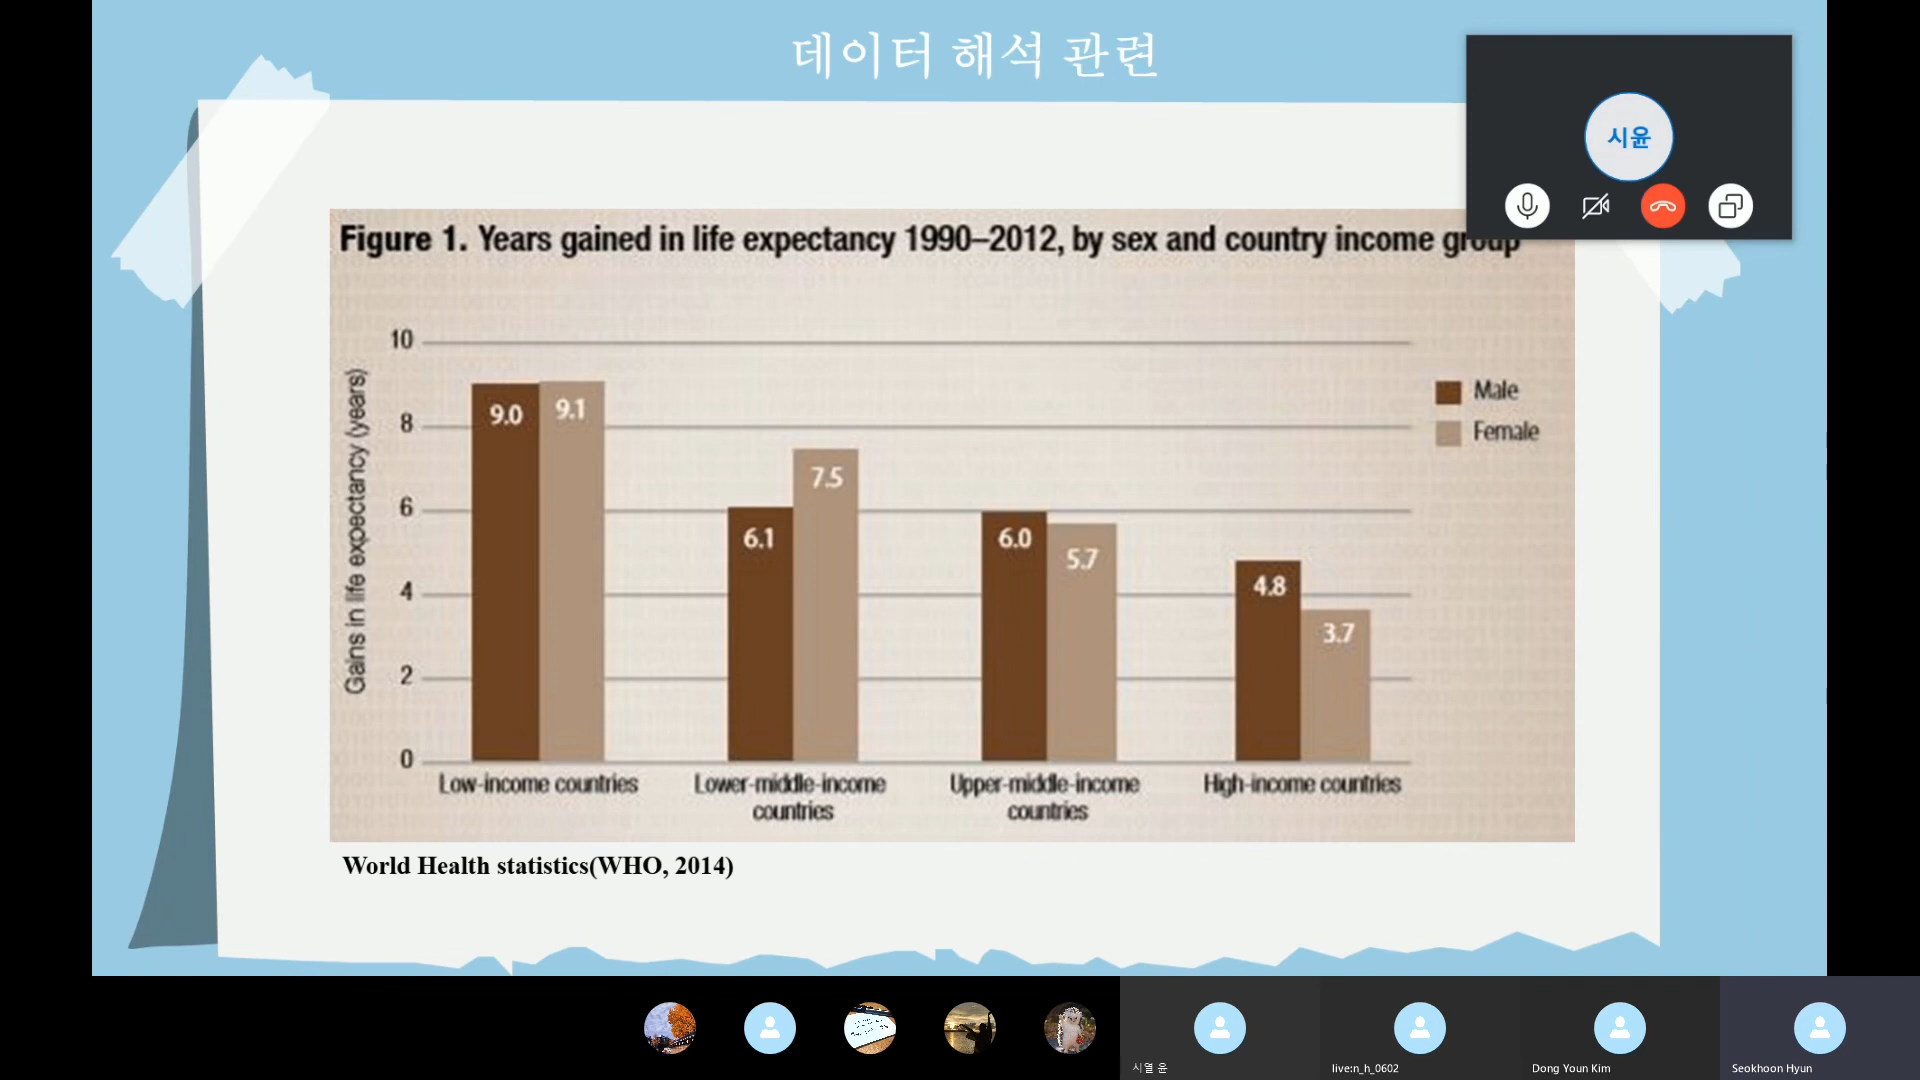 데이터 해석 관련
시윤
Figure 1. Years gained in life expectancy 1990–2012, by sex and country income group
Gains in life expectancy (years)
10
8
6
4
2
0
9.0
9.1
6.1
7.5
6.0
5.7
4.8
3.7
Male
Female
Low-income countries
Lower-middle-income
countries
Upper-middle-income
countries
High-income countries
World Health statistics(WHO, 2014)
시열 윤
live:n_h_0602
Dong Youn Kim
Seokhoon Hyun